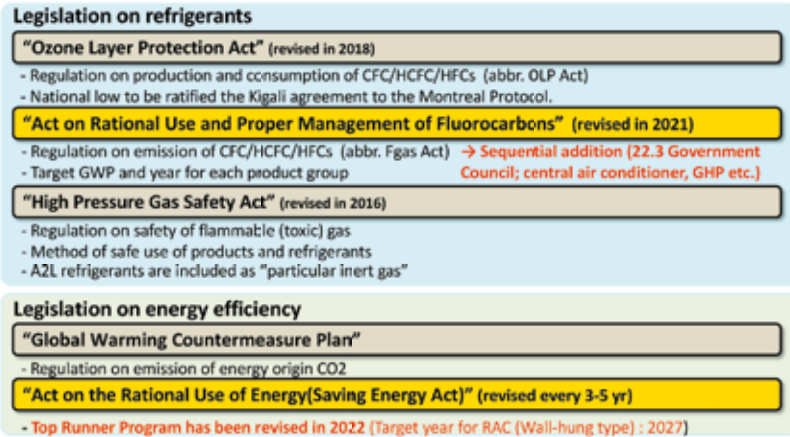 Legislation on refrigerants
“Ozone Layer Protection Act” (revised in 2018)
- Regulation on production and consumption of CFC/HCFC/HFCs (abbr. OLP Act)
- National low to be ratified the Kigali agreement to the Montreal Protocol.
“Act on Rational Use and Proper Management of Fluorocarbons” (revised in 2021)
- Regulation on emission of CFC/HCFC/HFCs (abbr. Fgas Act) → Sequential addition (22.3 Government
- Target GWP and year for each product group Council; central air conditioner, GHP etc.)
“High Pressure Gas Safety Act” (revised in 2016)
- Regulation on safety of flammable (toxic) gas
- Method of safe use of products and refrigerants
- A2L refrigerants are included as “particular inert gas”
Legislation on energy efficiency
“Global Warming Countermeasure Plan”
- Regulation on emission of energy origin CO2
“Act on the Rational Use of Energy(Saving Energy Act)” (revised every 3-5 yr)
- Top Runner Program has been revised in 2022 (Target year for RAC (Wall-hung type) : 2027)